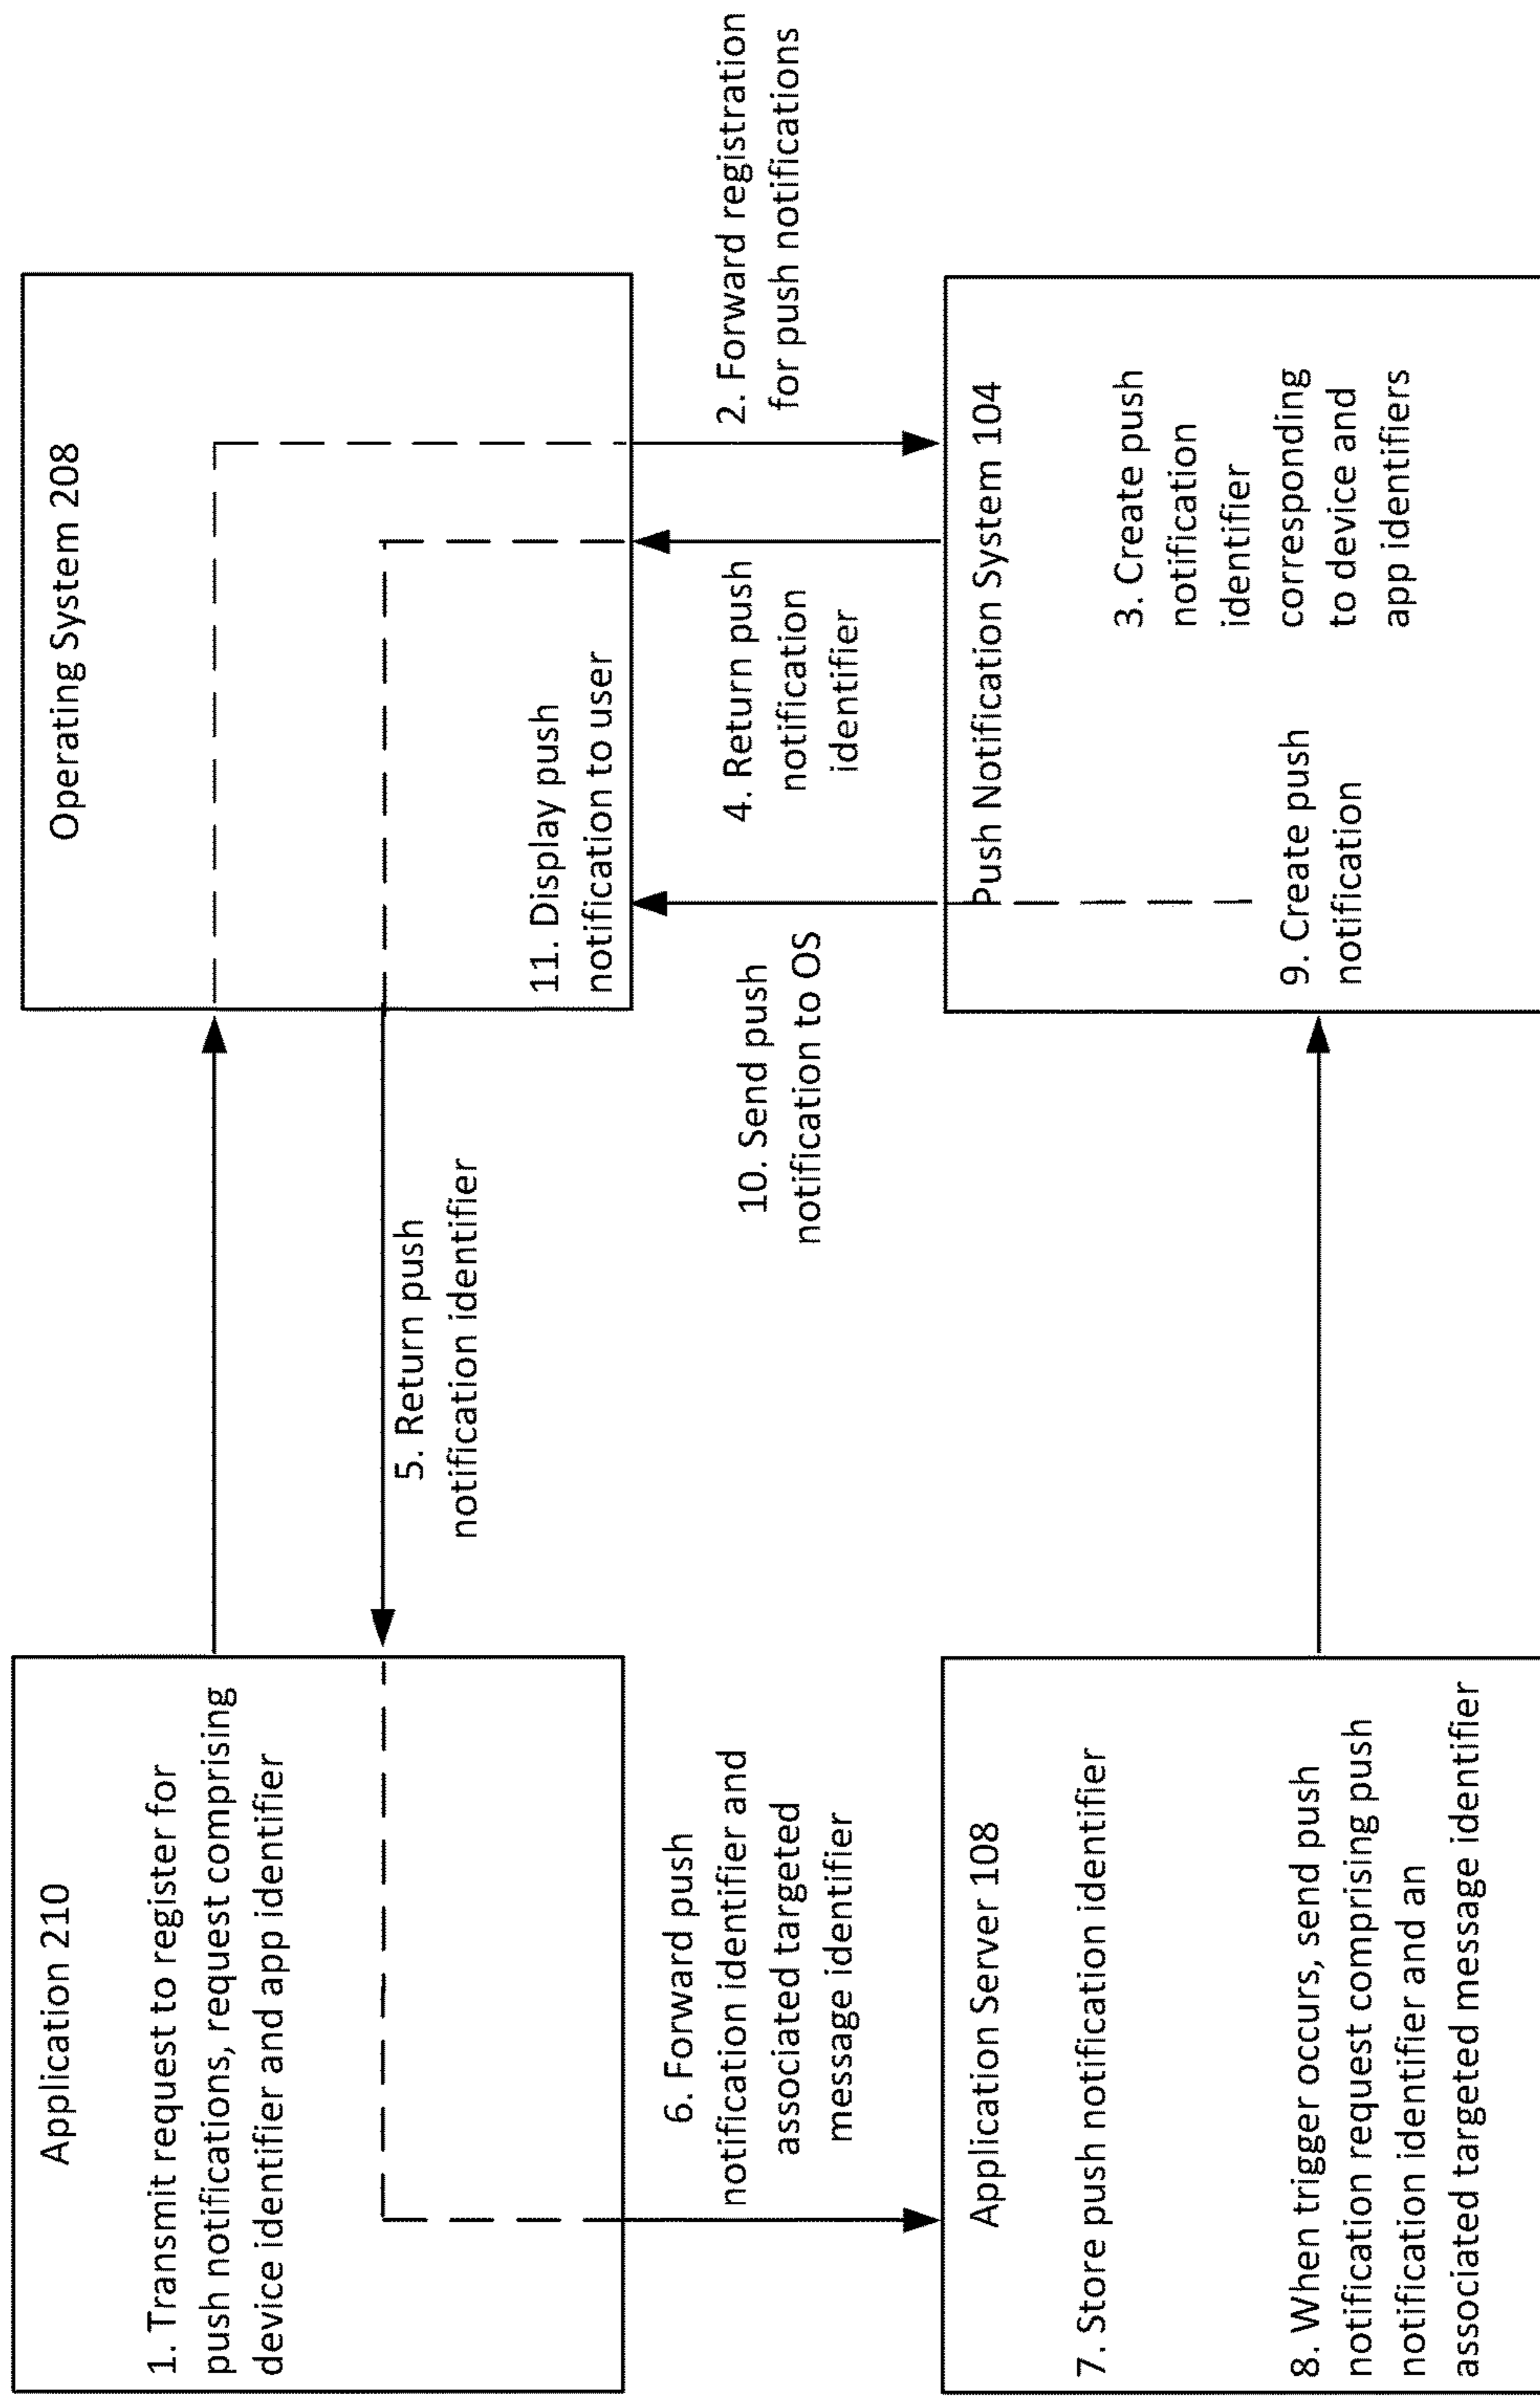 Application 210
1. Transmit request to register for
push notifications, request comprising
device identifier and app identifier
Operating System 208
11. Display push
notification to user
5. Return push
notification identifier
6. Forward push
notification identifier and
associated targeted
message identifier
10. Send push
notification to OS
4. Return push
notification
identifier
2. Forward registration
for push notifications
Application Server 108
7. Store push notification identifier
8. When trigger occurs, send push
notification request comprising push
notification identifier and an
associated targeted message identifier
Push Notification System 104
9. Create push
notification
3. Create push
notification
identifier
corresponding
to device and
app identifiers